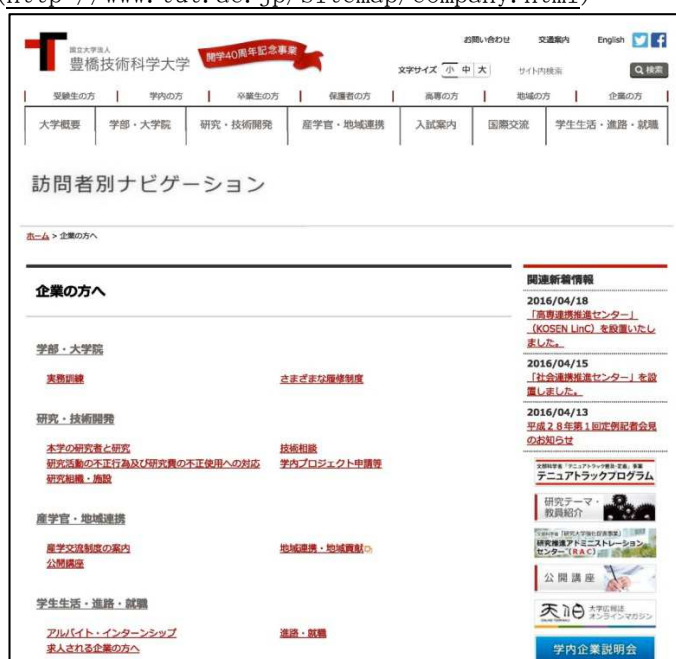 (http://www.tut.ac.jp/sitemap/company.html)
お問い合わせ 交通案内 English
国立大学法人
豊橋技術科学大学
開学40周年記念事業
文字サイズ 小 中 大 サイト内検索 検索
受験生の方 学内の方 卒業生の方 保護者の方 高専の方 地域の方 企業の方
大学概要 学部・大学院 研究・技術開発 産学官・地域連携 入試案内 国際交流 学生生活・進路・就職
訪問者別ナビゲーション
ホーム > 企業の方へ
企業の方へ
学部・大学院
実務訓練 さまざまな履修制度
研究・技術開発
本学の研究者と研究 技術相談
研究活動の不正行為及び研究費の不正使用への対応 学内プロジェクト申請等
研究組織・施設
産学官・地域連携
産学交流制度の案内 地域連携・地域貢献
公開講座
学生生活・進路・就職
アルバイト・インターンシップ 進路・就職
求人される企業の方へ
関連新着情報
2016/04/18
「高専連携推進センター」
(KOSEN LinC) を設置いたし
ました。
2016/04/15
「社会連携推進センター」を設
置しました。
2016/04/13
平成28年第1回定例記者会見
のお知らせ
テニュアトラックプログラム
研究テーマ・
教員紹介
研究推進アドミニストレーション
センター (RAC)
公開講座
天伯 大学広報誌
オンラインマガジン
学内企業説明会